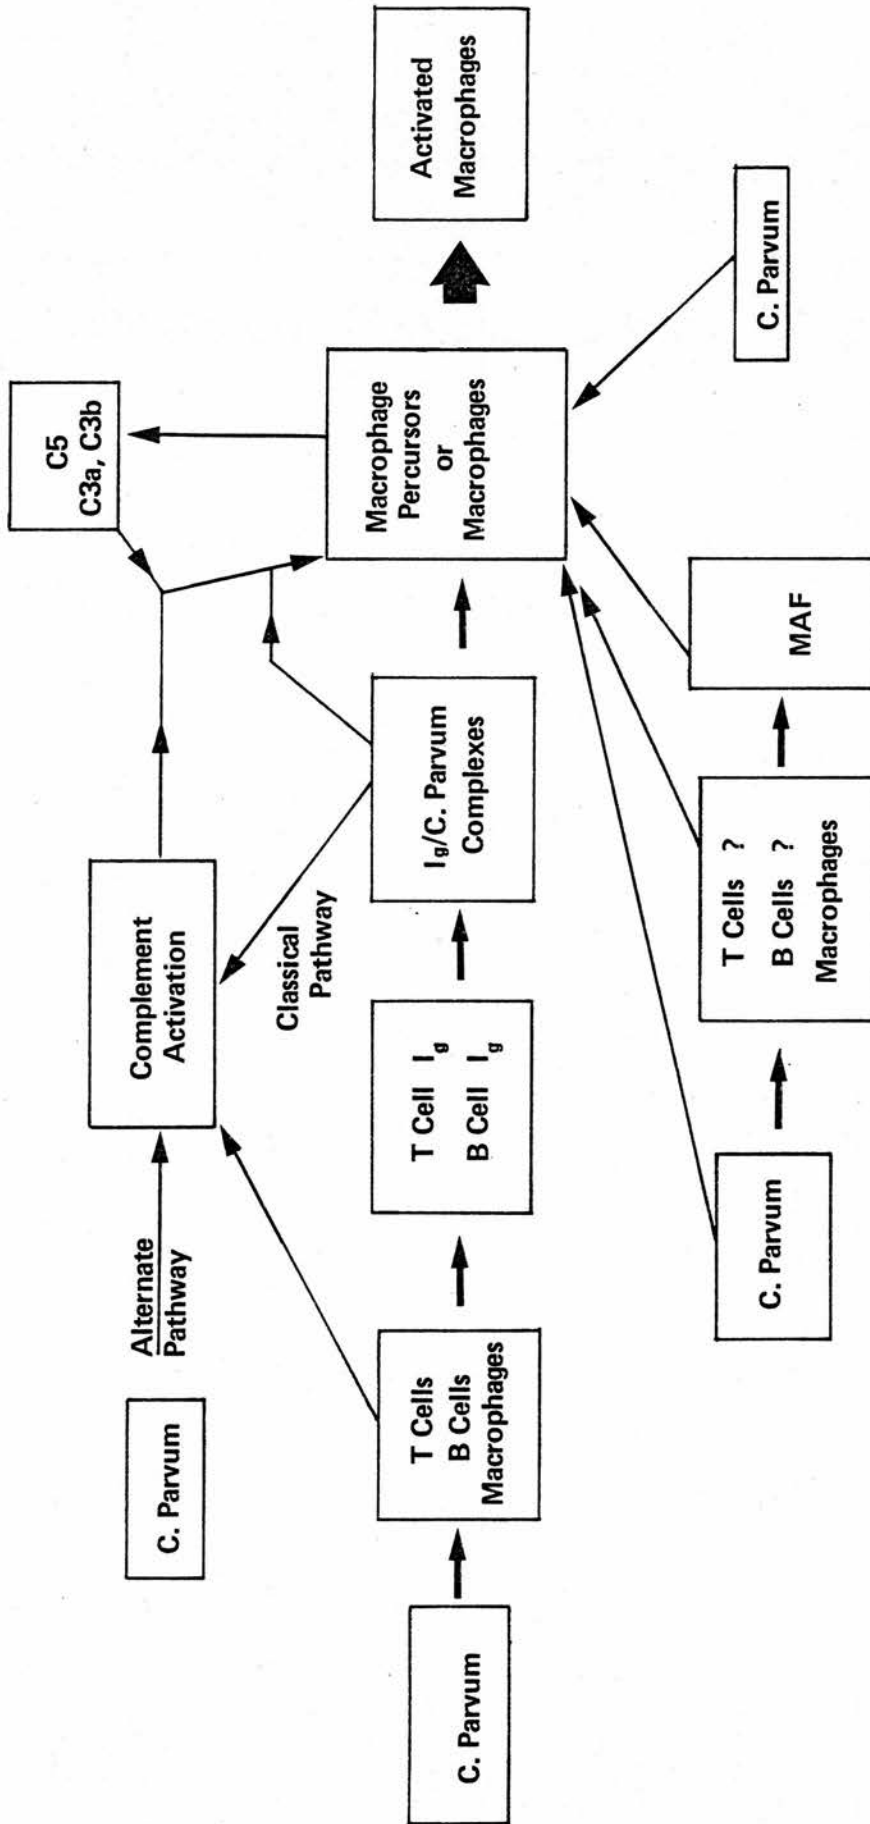 C. Parvum
Alternate
Pathway
Complement
Activation
C5
C3a, C3b
C. Parvum
T Cells
B Cells
Macrophages
T Cell Ig
B Cell Ig
Classical
Pathway
Ig/C. Parvum
Complexes
Macrophage
Percursors
or
Macrophages
Activated
Macrophages
C. Parvum
T Cells ?
B Cells ?
Macrophages
MAF
C. Parvum